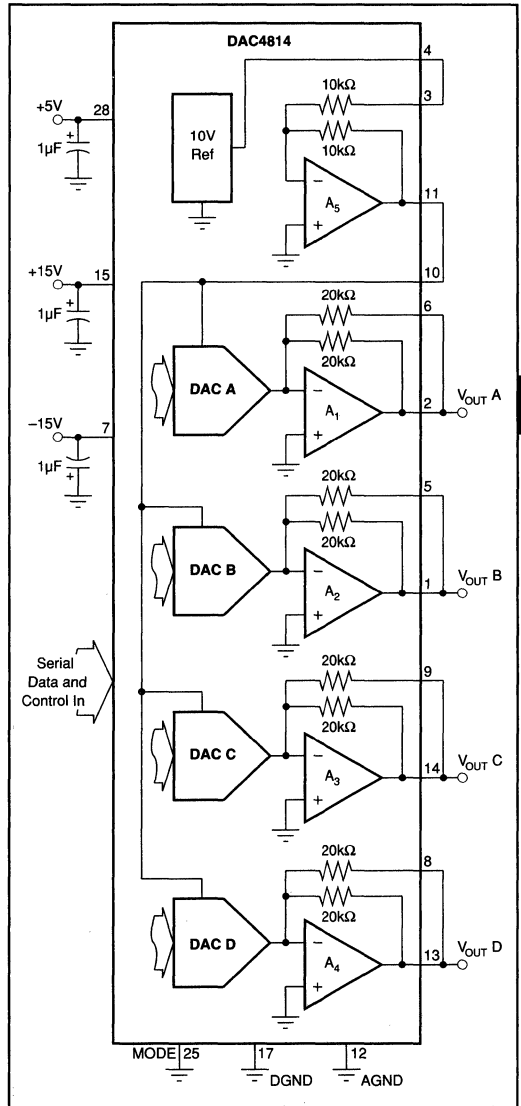 DAC4814
4
10kΩ
3
+5V
28
10V
Ref
10kΩ
+
1µF
−
A5
11
+
+15V
15
10
20kΩ
6
+
1µF
20kΩ
DAC A
−
A1
2
VOUT A
+
−15V
7
1µF
+
20kΩ
5
20kΩ
DAC B
−
A2
1
VOUT B
+
Serial
Data and
Control In
20kΩ
9
20kΩ
DAC C
−
A3
14
VOUT C
+
20kΩ
8
20kΩ
DAC D
−
A4
13
VOUT D
+
MODE 25
17
12
DGND
AGND